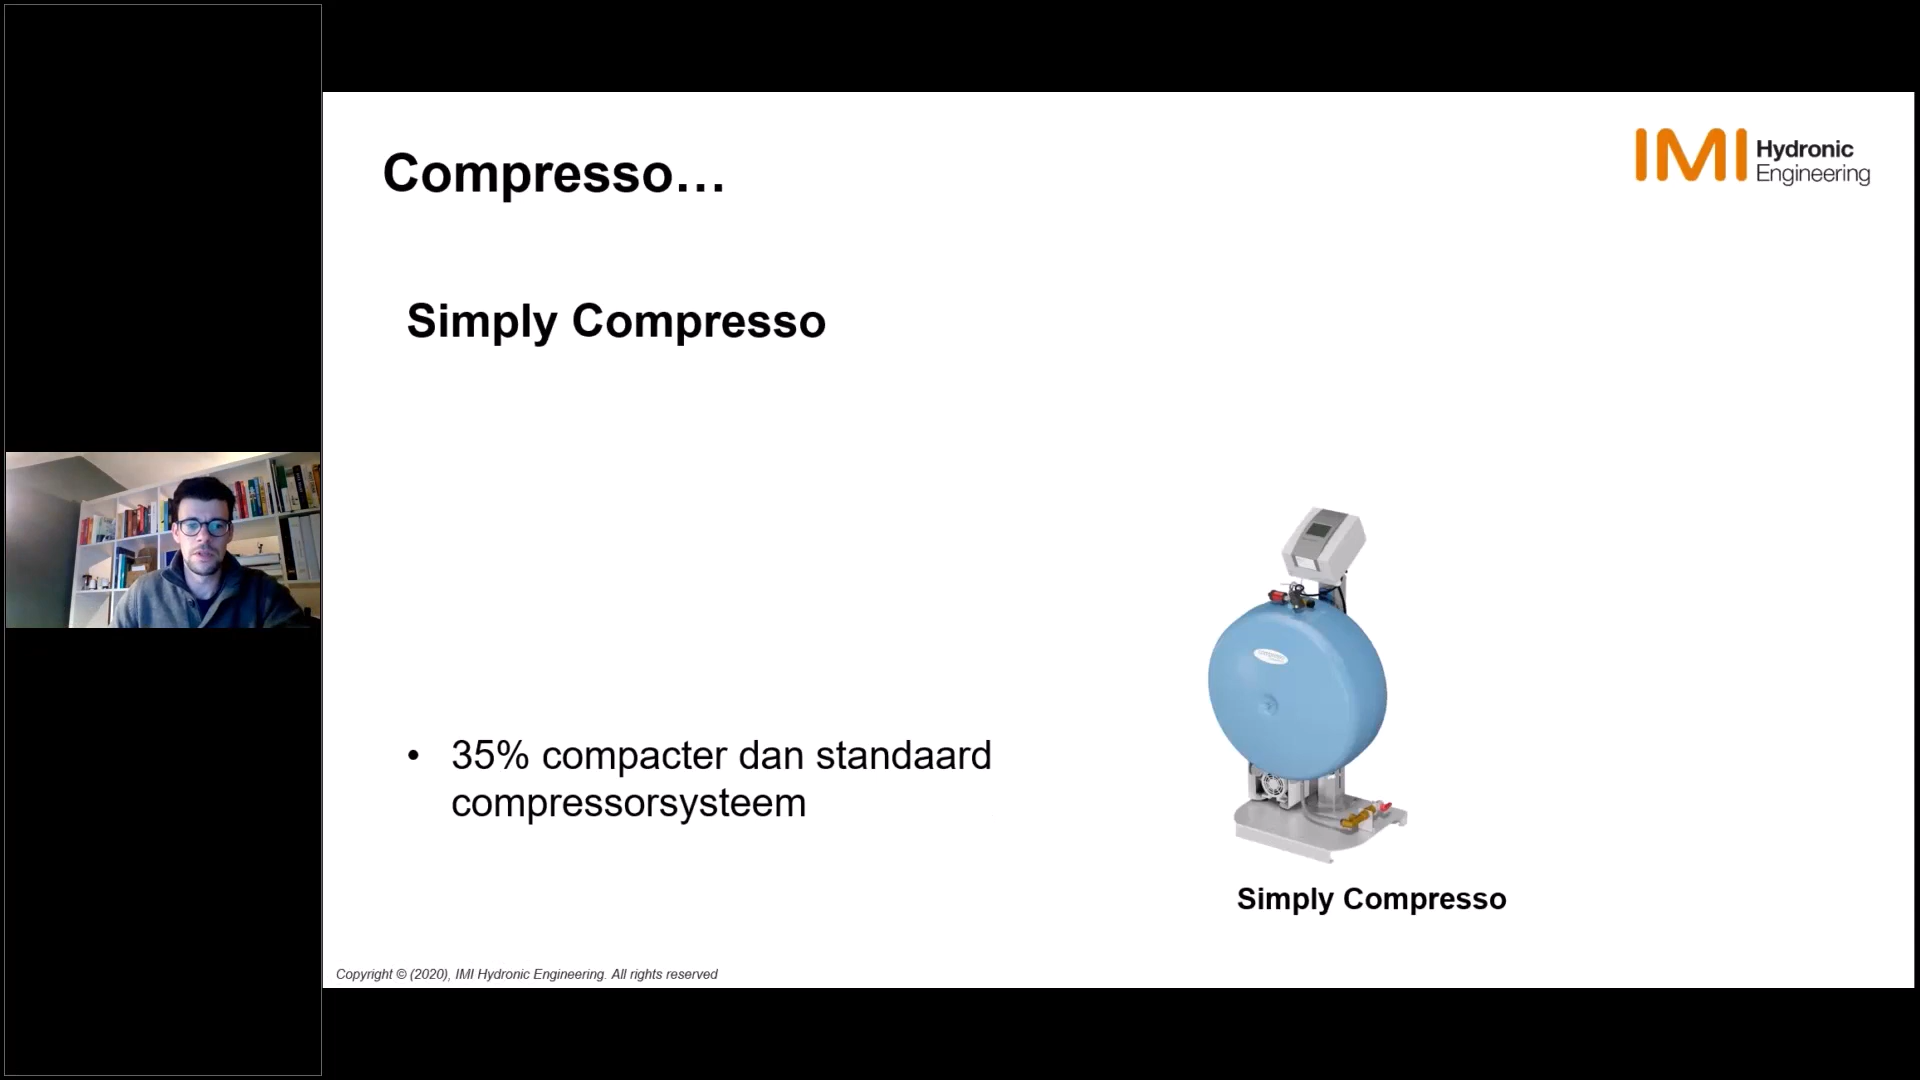 Compresso…
IMI Hydronic
Engineering
Simply Compresso
• 35% compacter dan standaard
compressorsysteem
Simply Compresso
Copyright © (2020), IMI Hydronic Engineering. All rights reserved